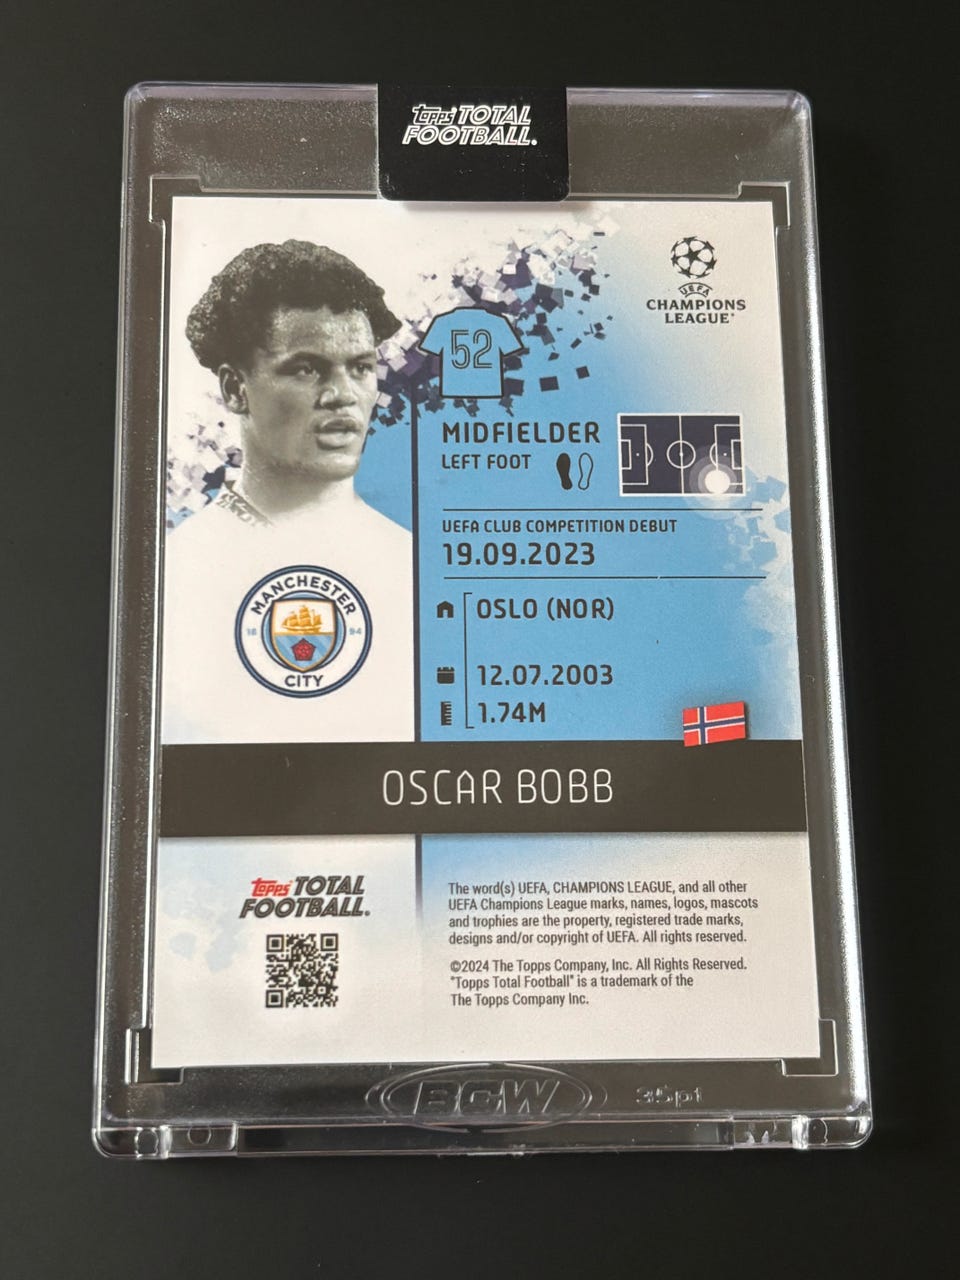 topps TOTAL
FOOTBALL.
UEFA
CHAMPIONS
LEAGUE
52
MIDFIELDER
LEFT FOOT
UEFA CLUB COMPETITION DEBUT
19.09.2023
OSLO (NOR)
12.07.2003
1.74M
MANCHESTER
18 94
CITY
OSCAR BOBB
topps TOTAL
FOOTBALL.
The word(s) UEFA, CHAMPIONS LEAGUE, and all other
UEFA Champions League marks, names, logos, mascots
and trophies are the property, registered trade marks,
designs and/or copyright of UEFA. All rights reserved.
©2024 The Topps Company, Inc. All Rights Reserved.
"Topps Total Football" is a trademark of the
The Topps Company Inc.
BCW
35pt